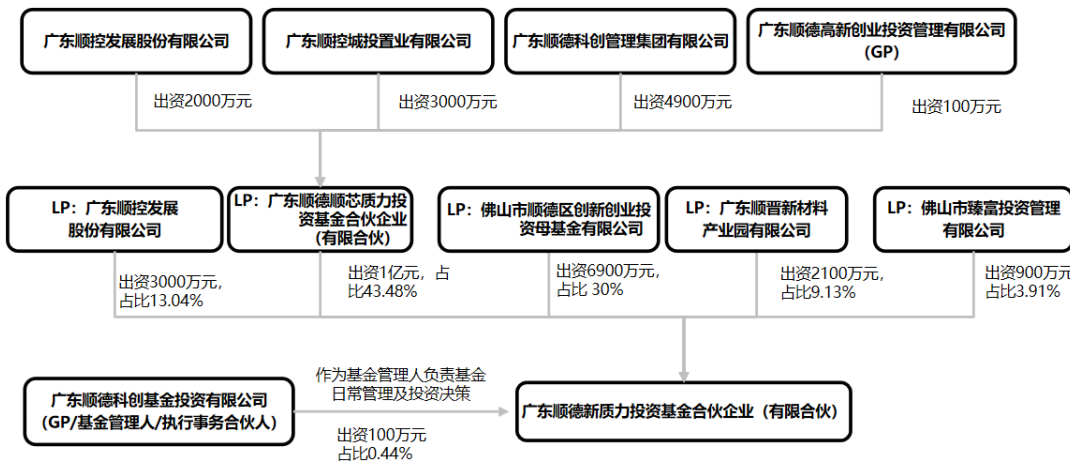 广东顺控发展股份有限公司
广东顺控城投置业有限公司
广东顺德科创管理集团有限公司
广东顺德高新创业投资管理有限公司
（GP）
出资2000万元
出资3000万元
出资4900万元
出资100万元
LP：广东顺控发展
股份有限公司
LP：广东顺德顺芯质力投
资基金合伙企业
（有限合伙）
LP：佛山市顺德区创新创业投
资母基金有限公司
LP：广东顺晋新材料
产业园有限公司
LP：佛山市臻富投资管理
有限公司
出资3000万元，
占比13.04%
出资1亿元，占
比43.48%
出资6900万元，
占比 30%
出资2100万元，
占比9.13%
出资900万元
占比3.91%
广东顺德科创基金投资有限公司
（GP/基金管理人/执行事务合伙人）
作为基金管理人负责基金
日常管理及投资决策
出资100万元
占比0.44%
广东顺德新质力投资基金合伙企业（有限合伙）